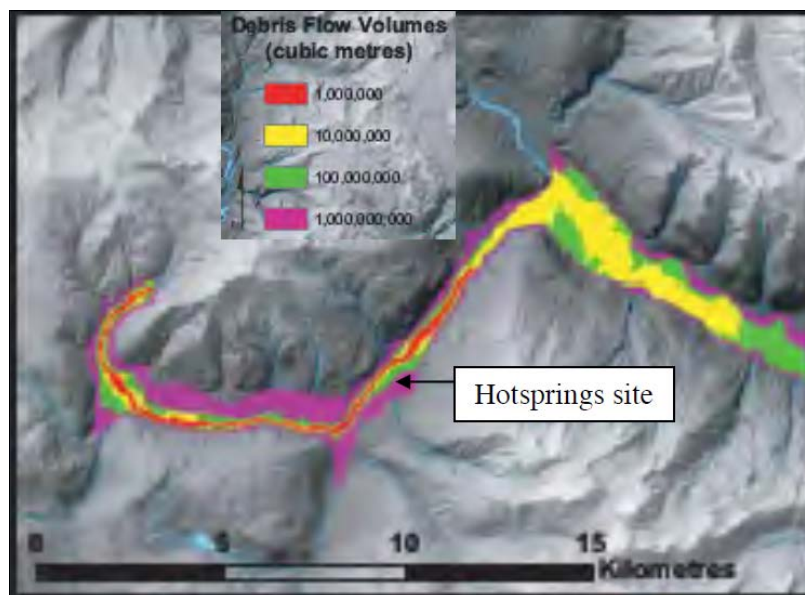 Debris Flow Volumes
(cubic metres)
1,000,000
10,000,000
100,000,000
1,000,000,000
Hotsprings site
0 5 10 15 Kilometres